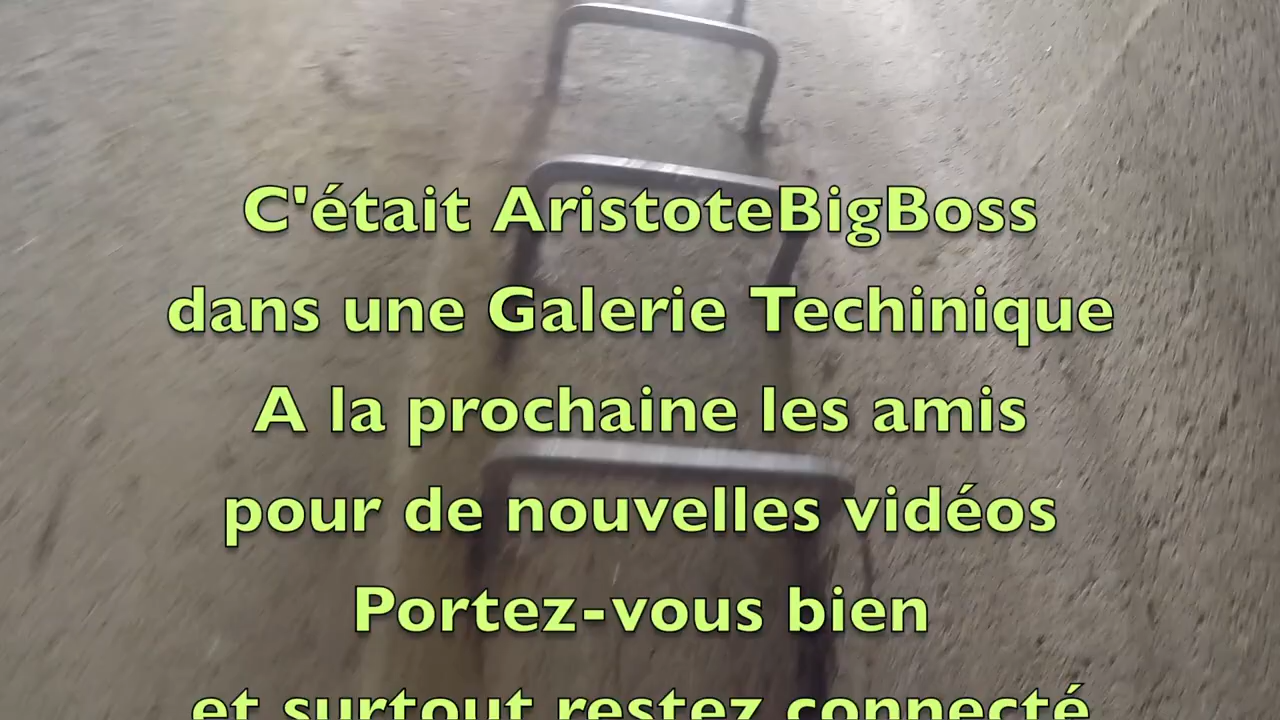 C'était AristoteBigBoss
dans une Galerie Techinique
A la prochaine les amis
pour de nouvelles vidéos
Portez-vous bien
et surtout restez connecté